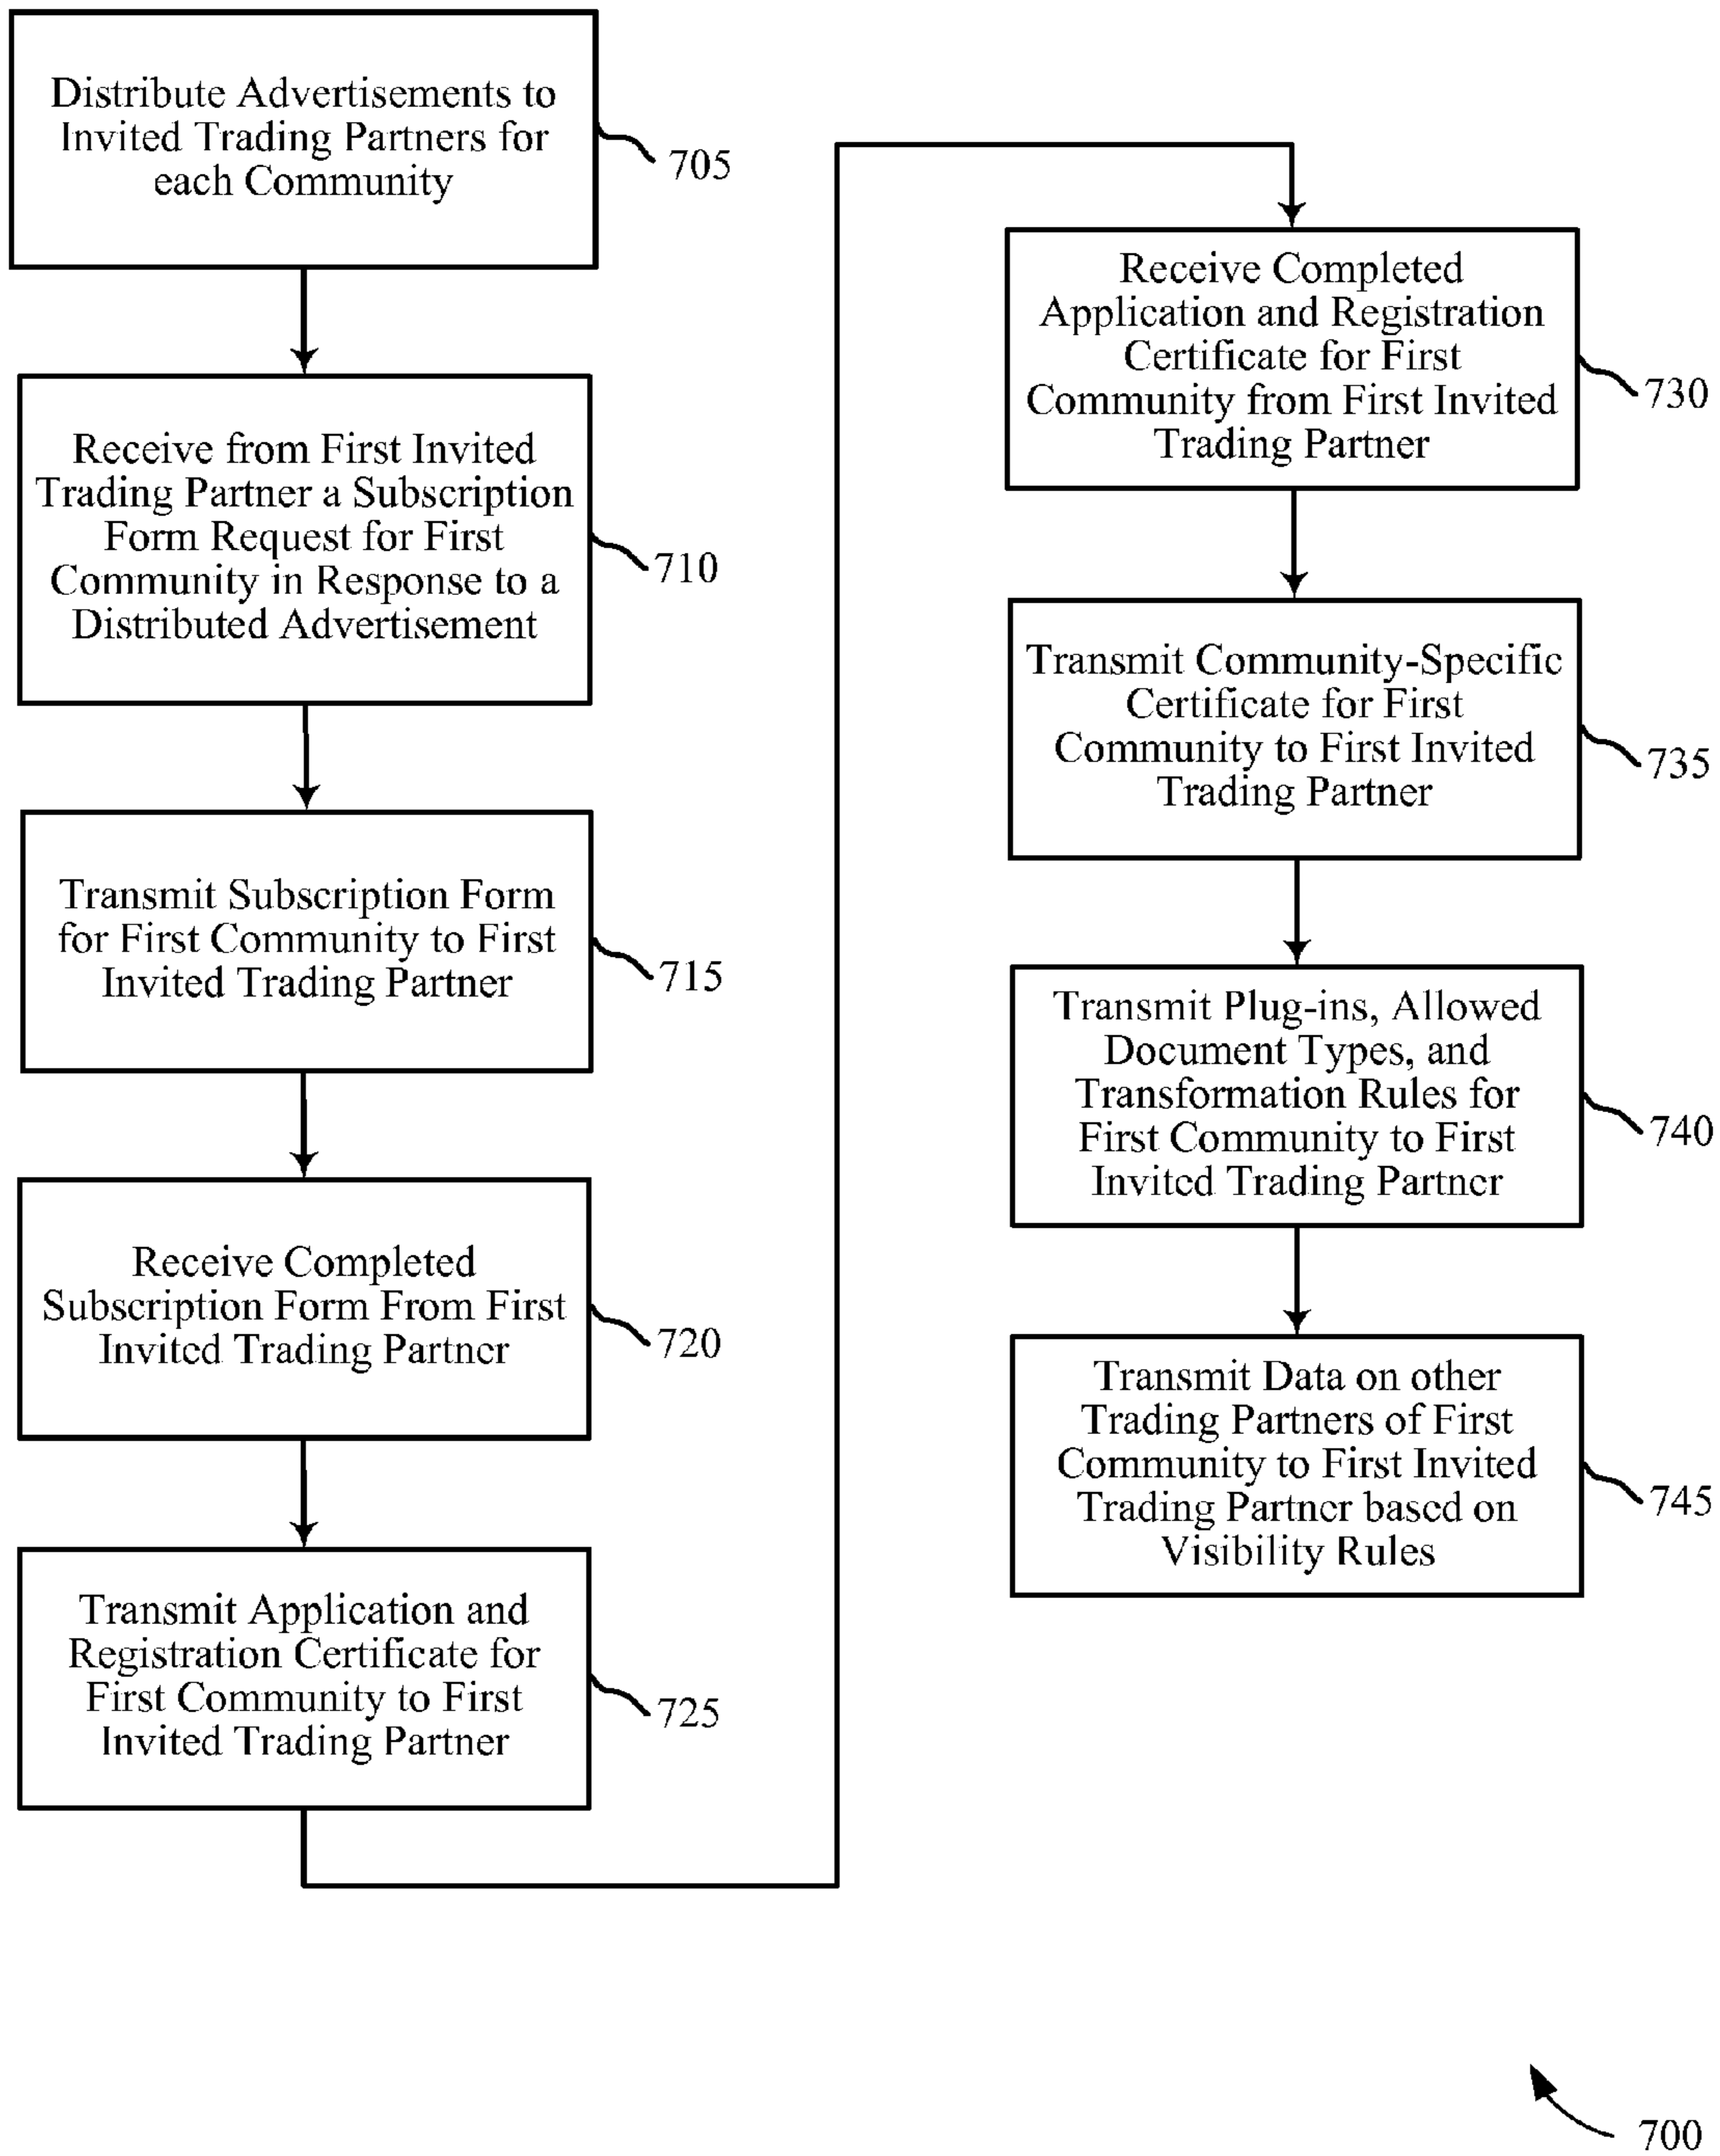 Distribute Advertisements to
Invited Trading Partners for
each Community
705
Receive from First Invited
Trading Partner a Subscription
Form Request for First
Community in Response to a
Distributed Advertisement
710
Transmit Subscription Form
for First Community to First
Invited Trading Partner
715
Receive Completed
Subscription Form From First
Invited Trading Partner
720
Transmit Application and
Registration Certificate for
First Community to First
Invited Trading Partner
725
Receive Completed
Application and Registration
Certificate for First
Community from First Invited
Trading Partner
730
Transmit Community-Specific
Certificate for First
Community to First Invited
Trading Partner
735
Transmit Plug-ins, Allowed
Document Types, and
Transformation Rules for
First Community to First
Invited Trading Partner
740
Transmit Data on other
Trading Partners of First
Community to First Invited
Trading Partner based on
Visibility Rules
745
700